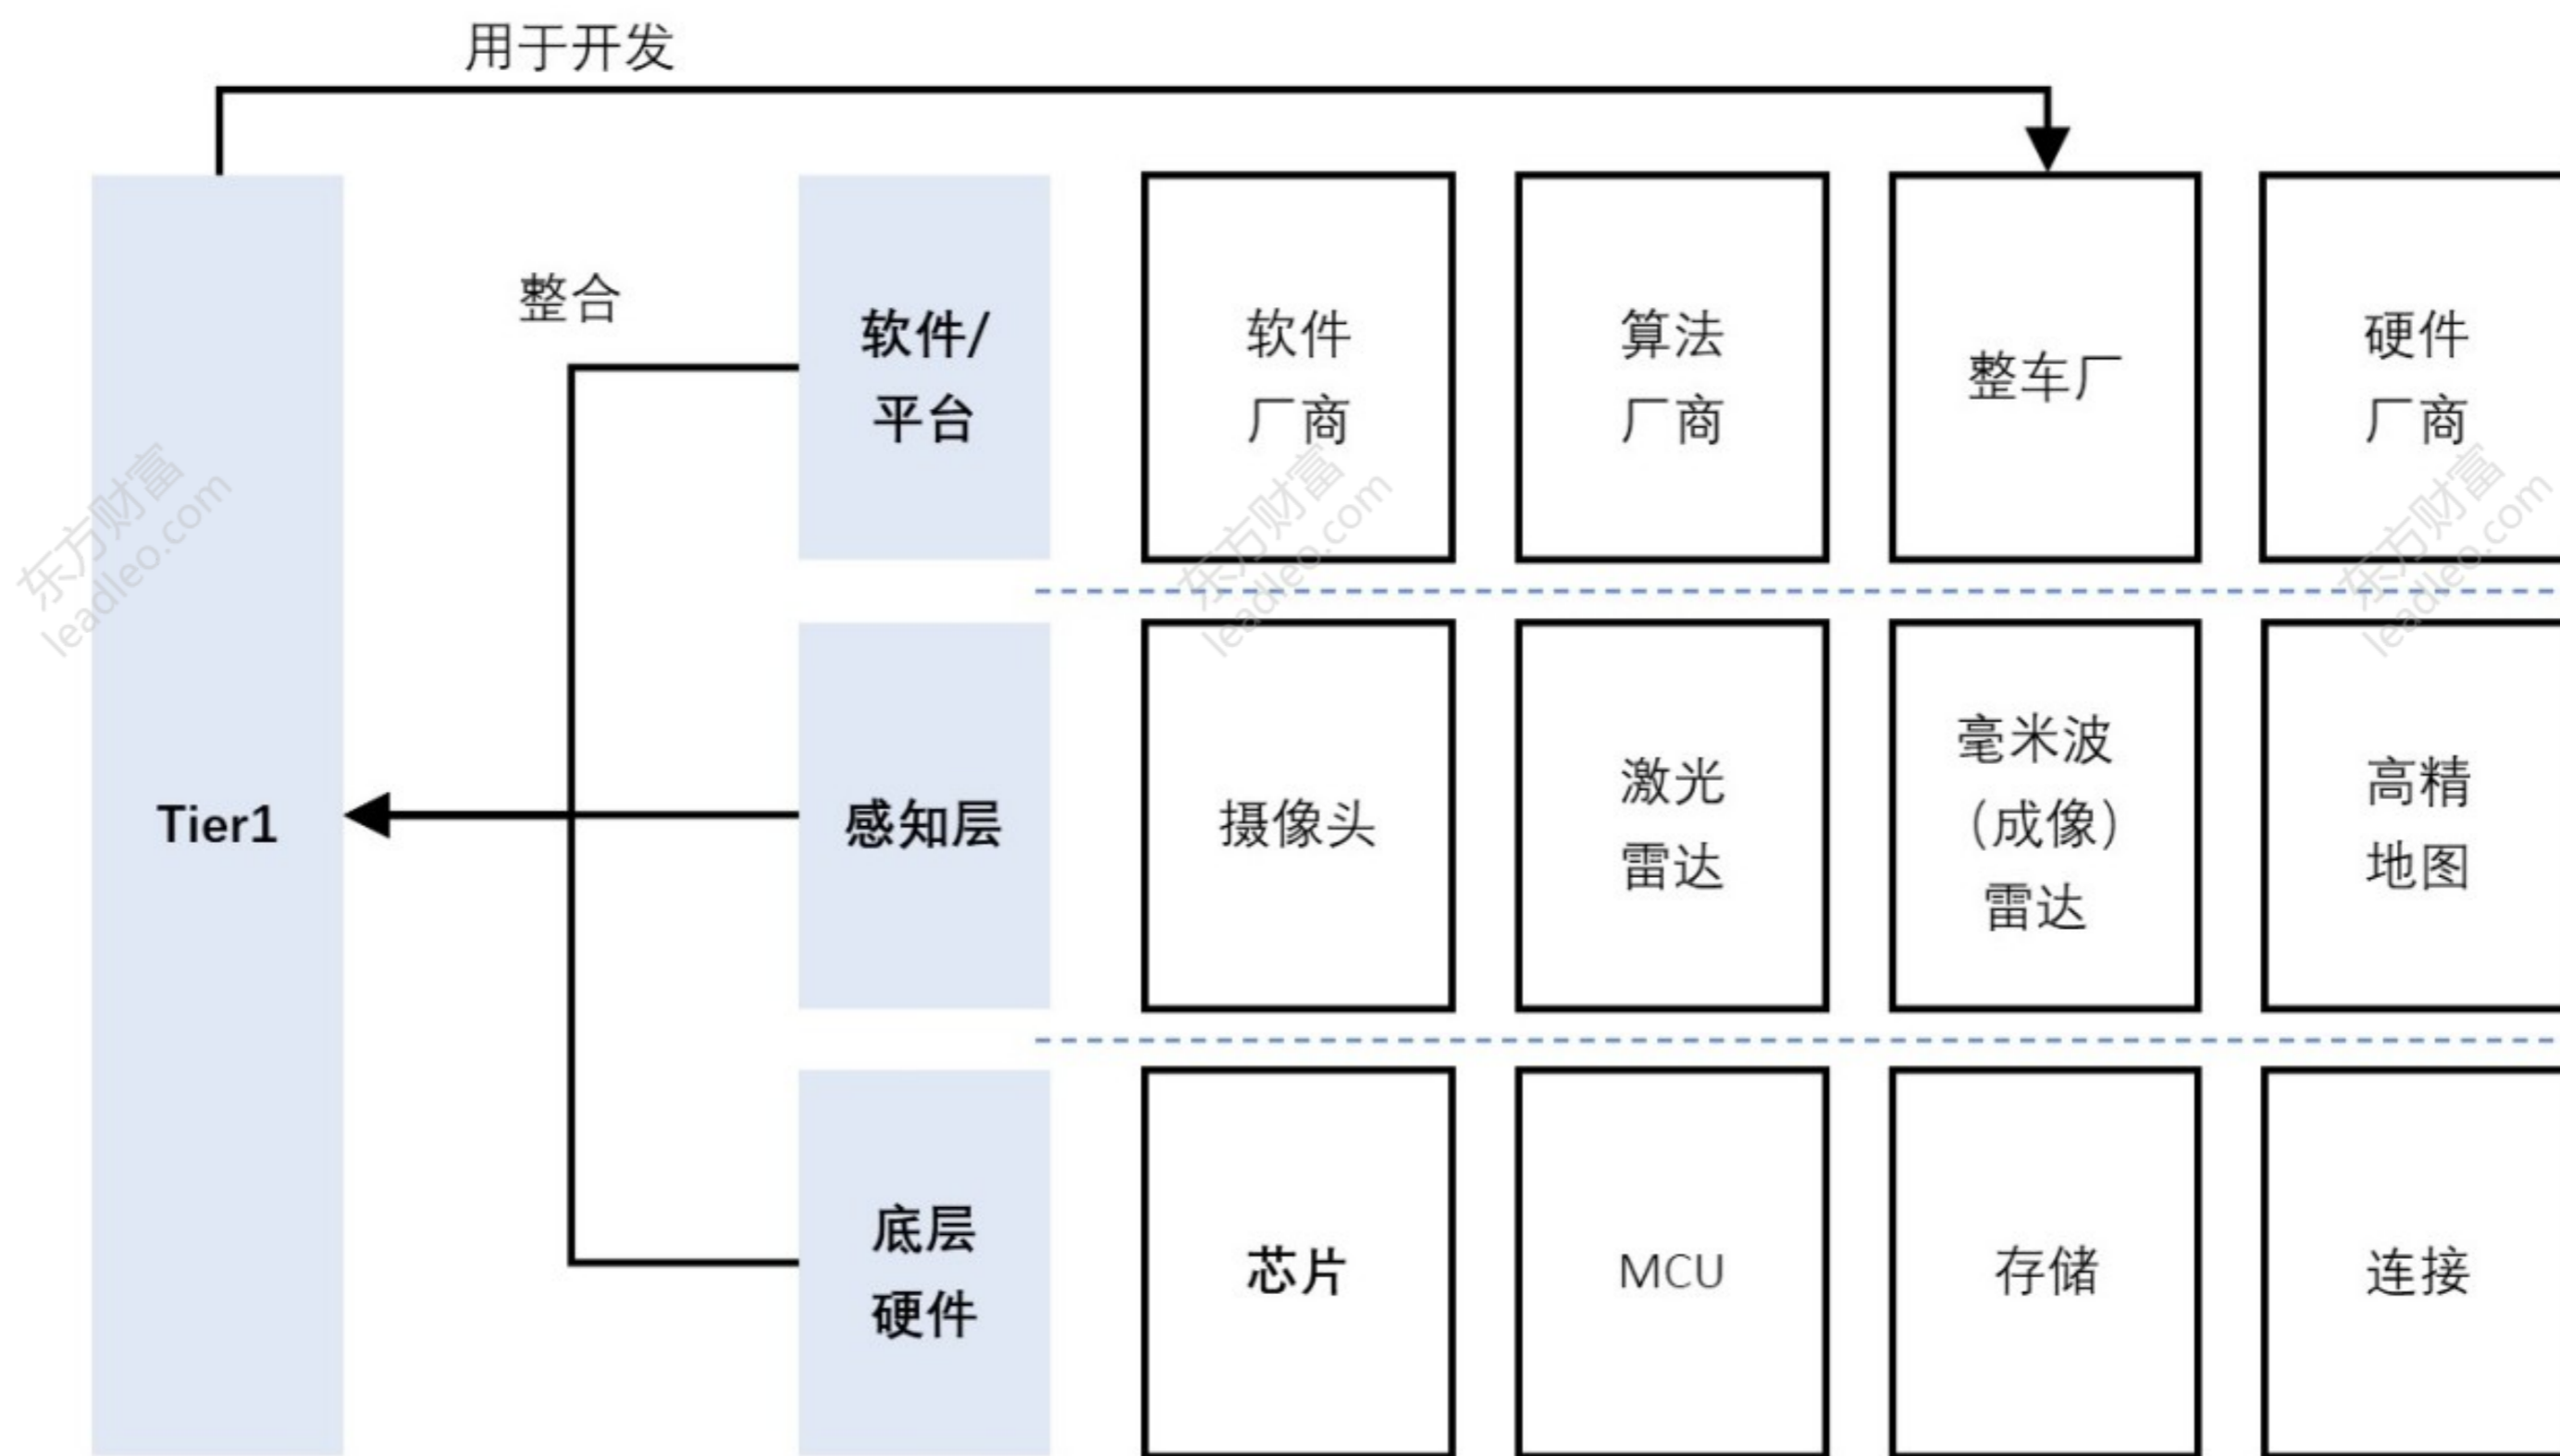 用于开发
整合
Tier1
软件/
平台
软件
厂商
算法
厂商
整车厂
硬件
厂商
感知层
摄像头
激光
雷达
毫米波
(成像)
雷达
高精
地图
底层
硬件
芯片
MCU
存储
连接
东方财富
leadleo.com
东方财富
leadleo.com
东方财富
leadleo.com